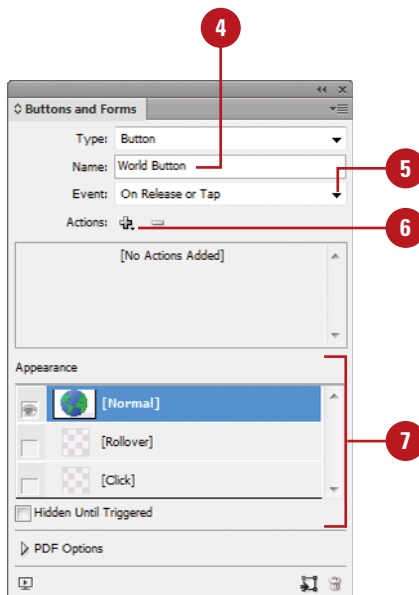 4
Buttons and Forms
Type: Button
Name: World Button
5
Event: On Release or Tap
Actions:
6
[No Actions Added]
Appearance
[Normal]
7
[Rollover]
[Click]
Hidden Until Triggered
PDF Options